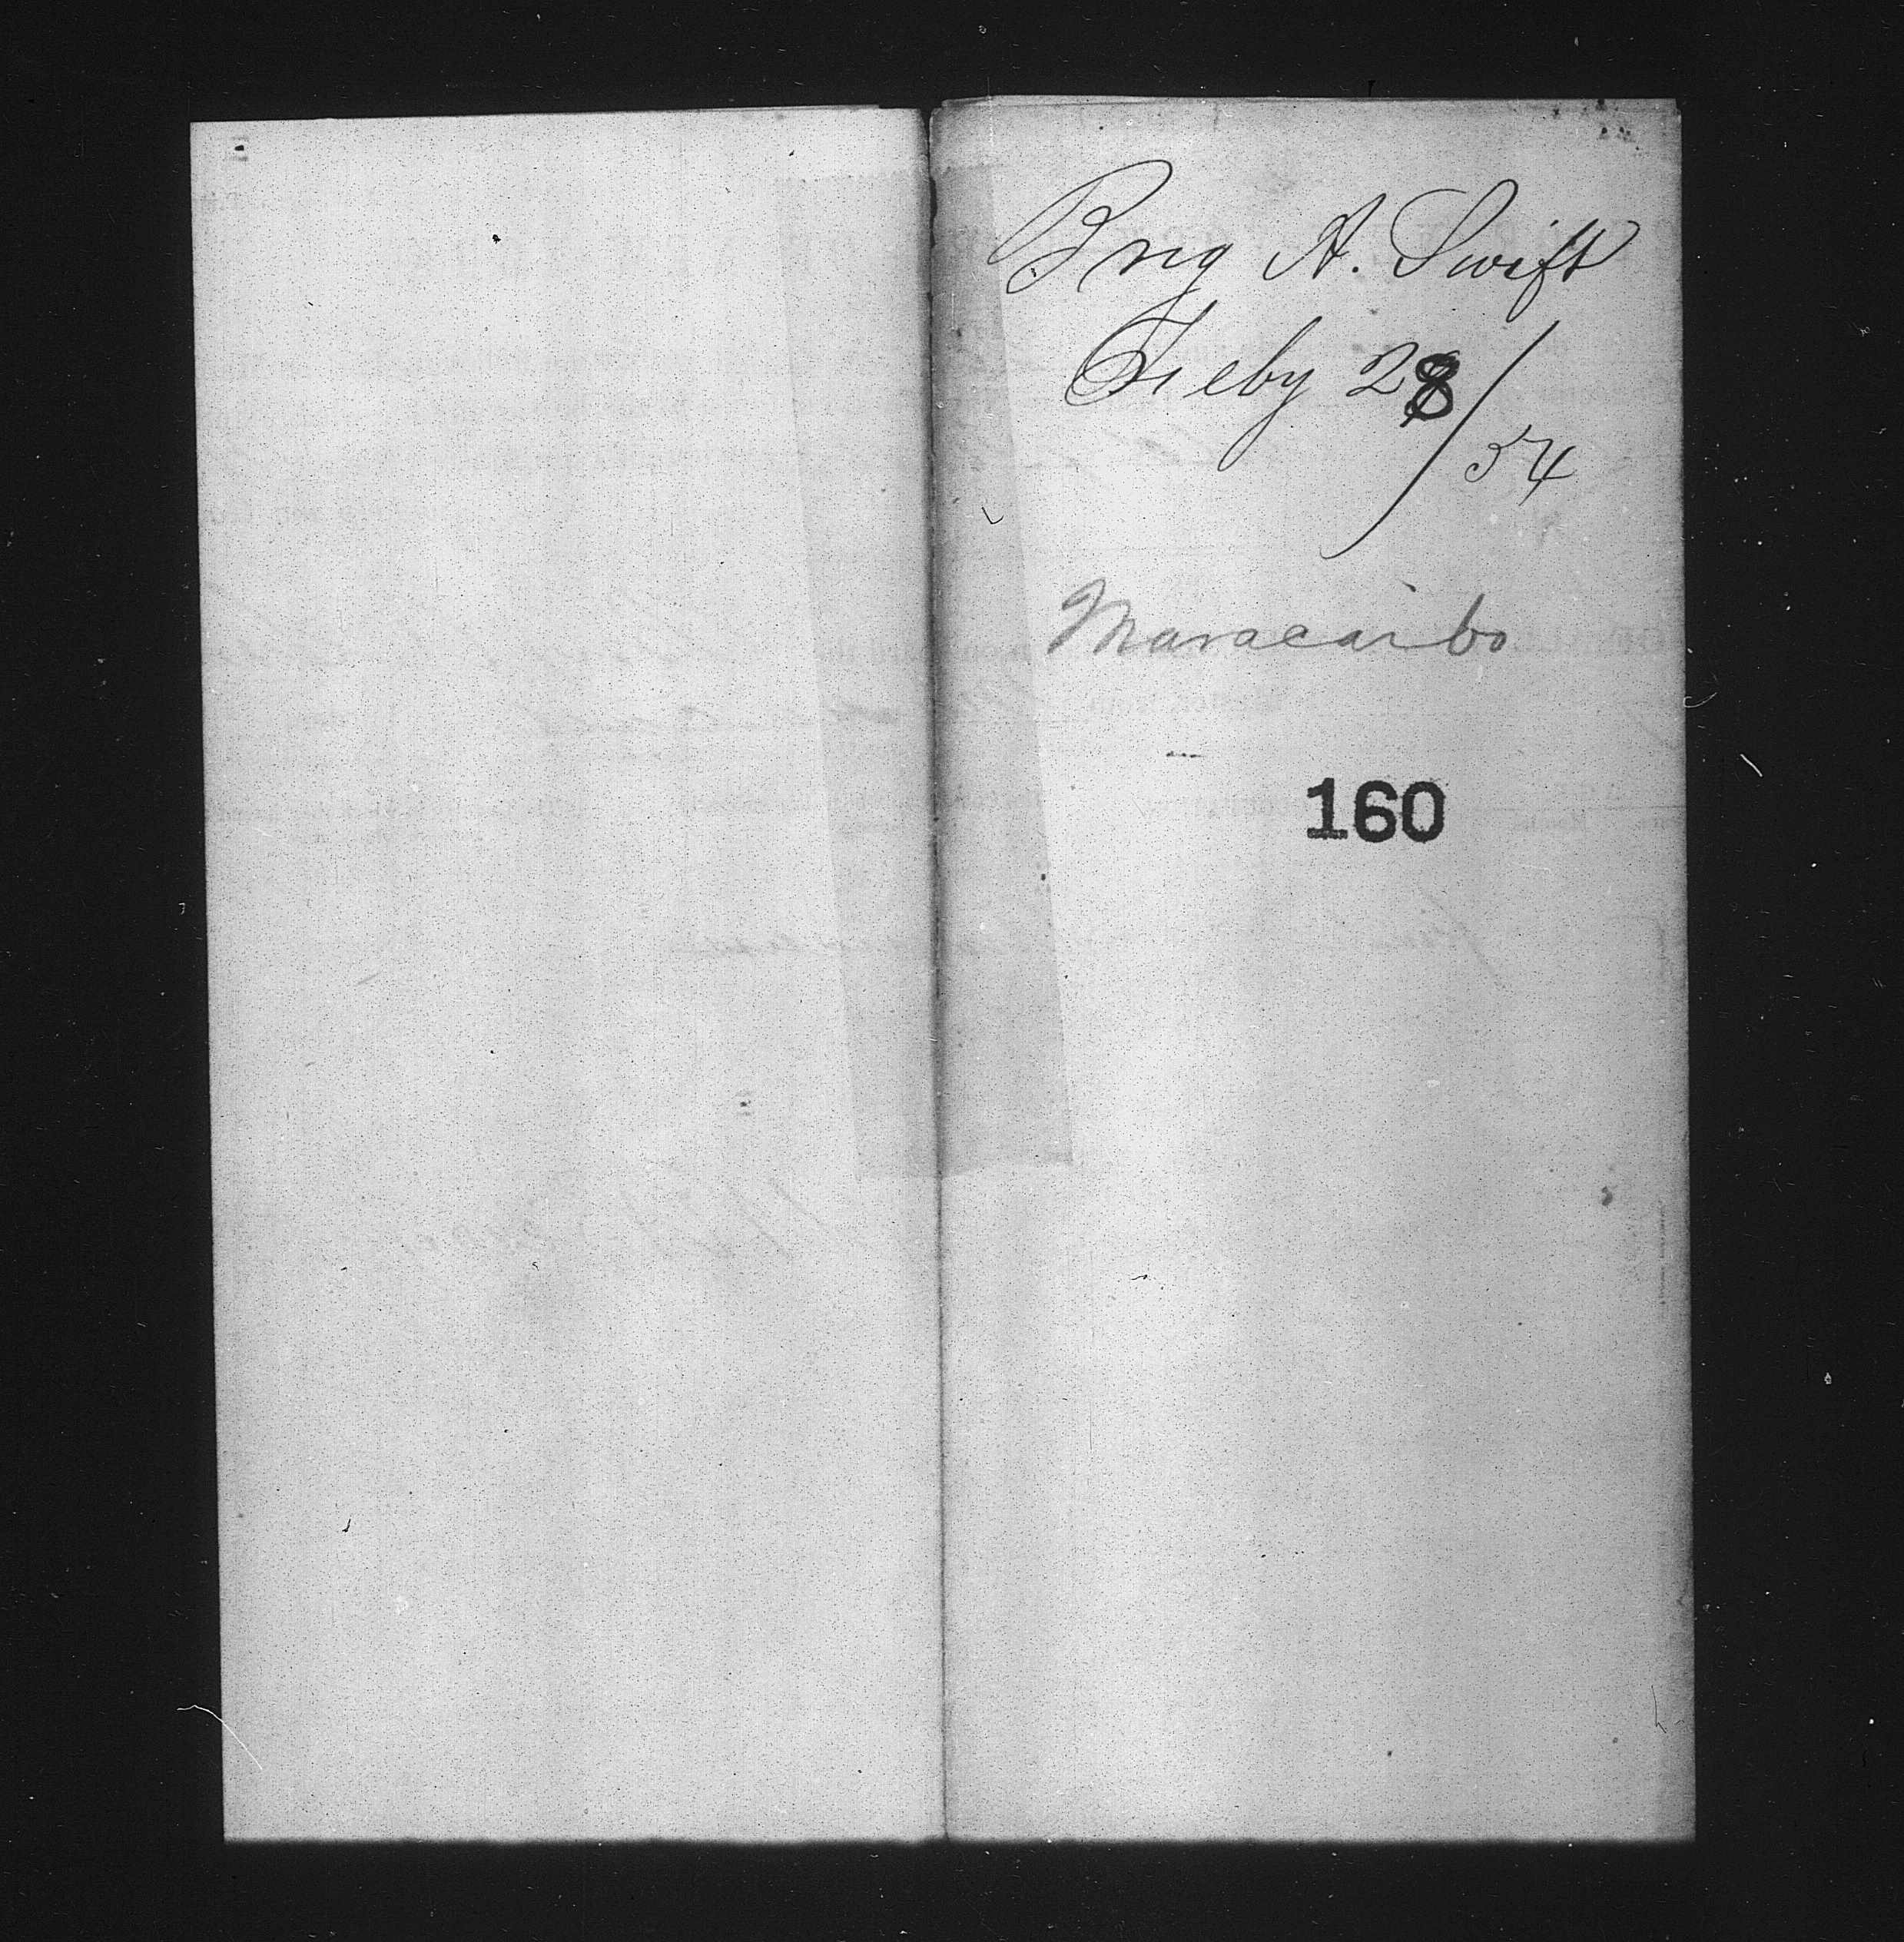 Brig A. Swift
Feby 28/54
Maracaibo
160